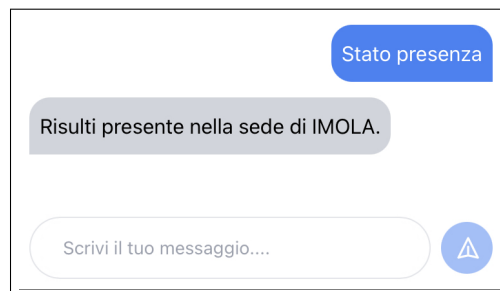 Stato presenza
Risulti presente nella sede di IMOLA.
Scrivi il tuo messaggio....